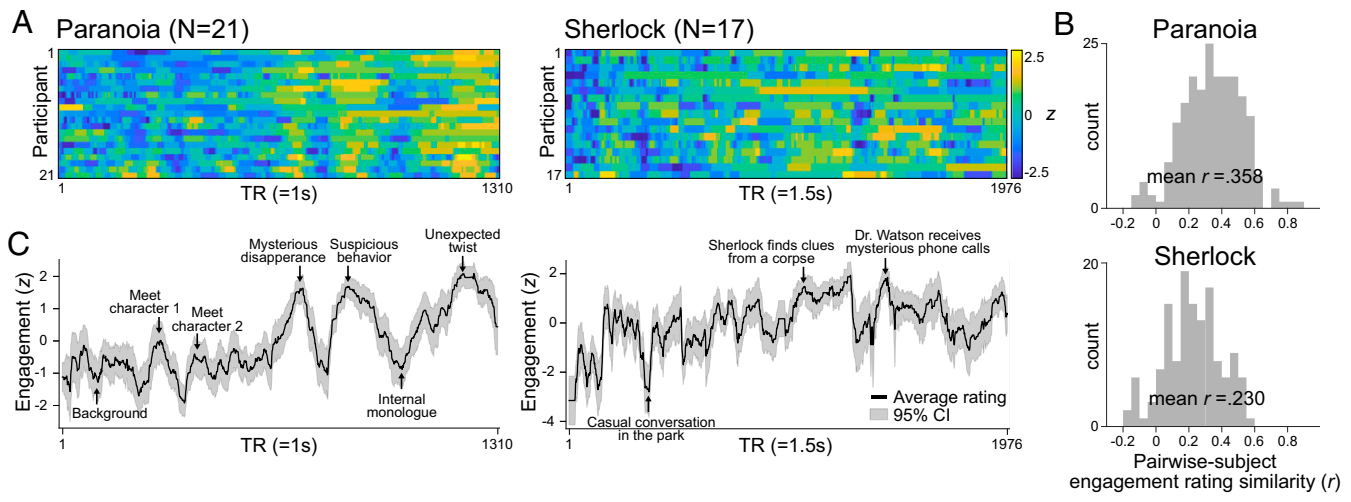 A
Paranoia (N=21)
1
Participant
21
1
TR (=1s)
1310
Sherlock (N=17)
1
Participant
17
1
TR (=1.5s)
1976
2.5
0
z
-2.5
B
Paranoia
25
count
0
mean r =.358
-0.2
0
0.2
0.4
0.6
0.8
Sherlock
20
count
0
mean r =.230
-0.2
0
0.2
0.4
0.6
0.8
Pairwise-subject
engagement rating similarity (r)
C
Engagement (z)
2
1
0
-1
-2
Background
Meet
character 1
Meet
character 2
Mysterious
disapperance
Suspicious
behavior
Internal
monologue
Unexpected
twist
1
TR (=1s)
1310
Engagement (z)
2
0
-2
-4
Casual conversation
in the park
Sherlock finds clues
from a corpse
Dr. Watson receives
mysterious phone calls
Average rating
95% CI
1
TR (=1.5s)
1976